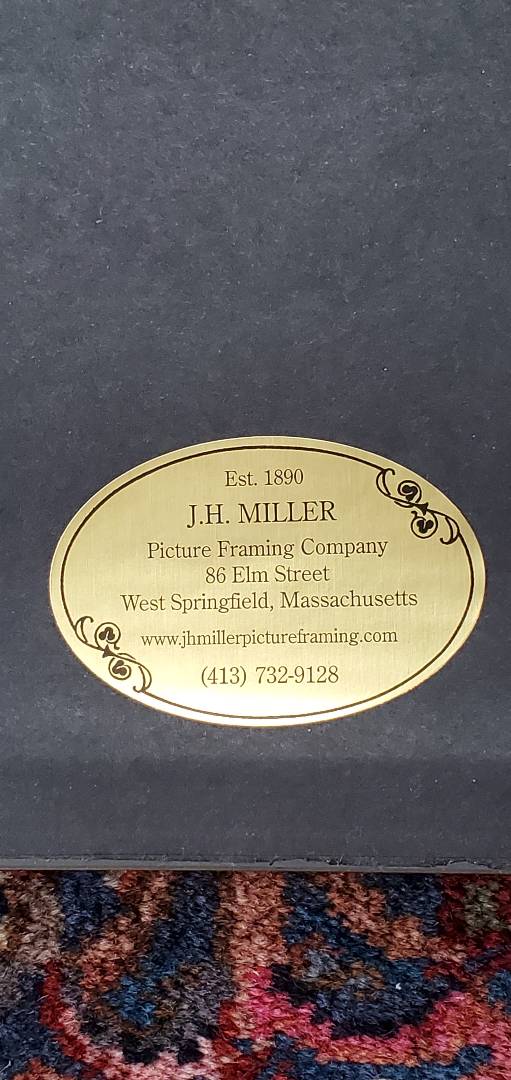 Est. 1890
J.H. MILLER
Picture Framing Company
86 Elm Street
West Springfield, Massachusetts
www.jhmillerpictureframing.com
(413) 732-9128